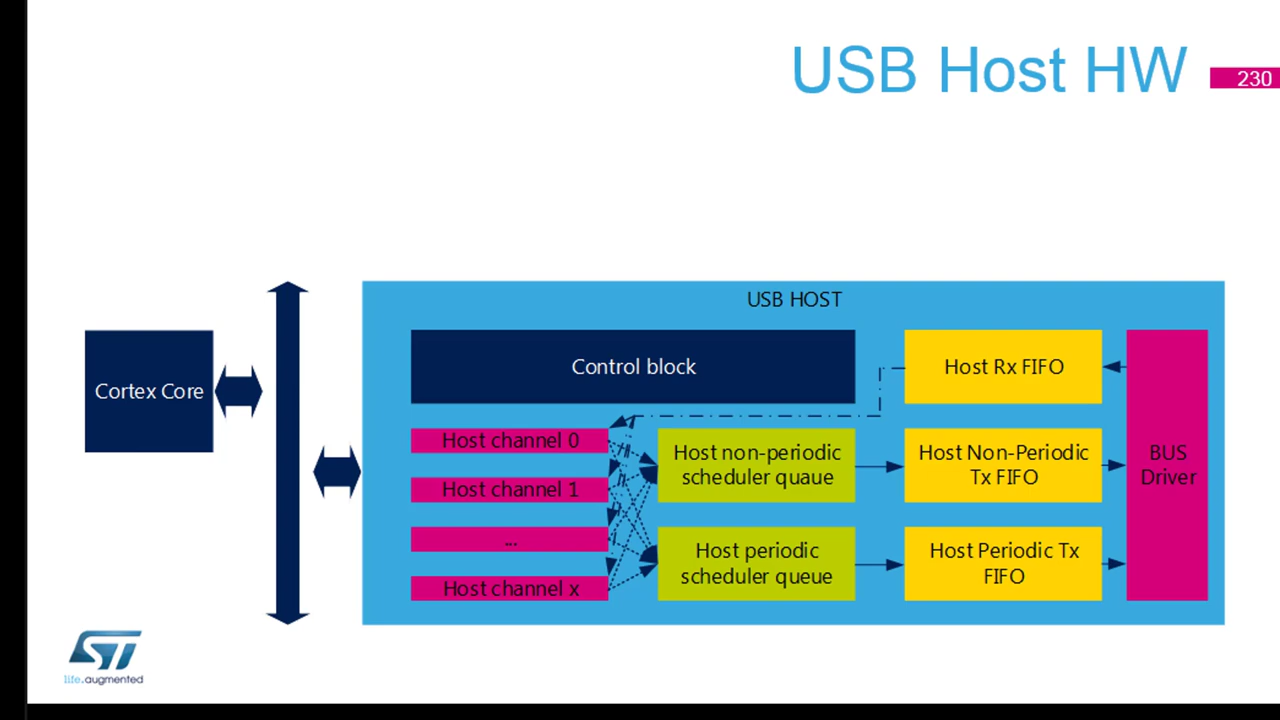 USB Host HW
230
USB HOST
Control block
Host Rx FIFO
Cortex Core
Host channel 0
Host channel 1
...
Host channel x
Host non-periodic
scheduler quaue
Host Non-Periodic
Tx FIFO
BUS
Driver
Host periodic
scheduler queue
Host Periodic Tx
FIFO
ST
life.augmented